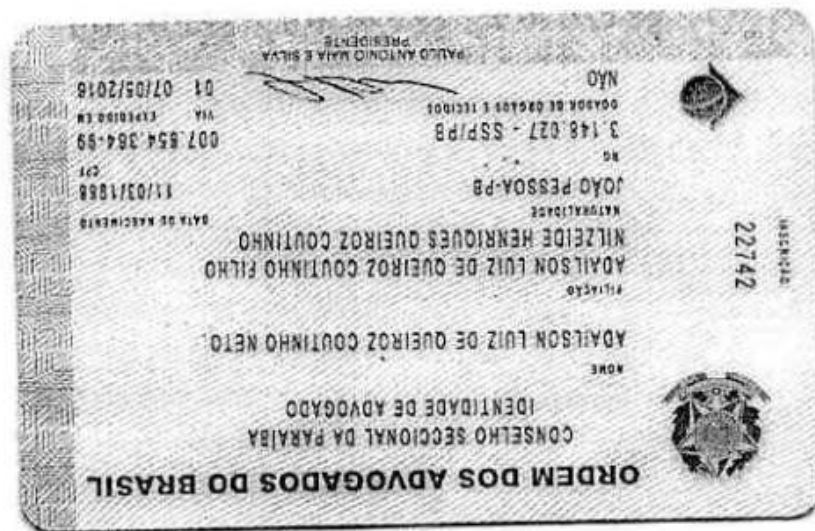 ORDEM DOS ADVOGADOS DO BRASIL
CONSELHO SECCIONAL DA PARAÍBA
IDENTIDADE DE ADVOGADO
NOME
ADAILSON LUIZ DE QUEIROZ COUTINHO NETO.
FILIAÇÃO
ADAILSON LUIZ DE QUEIROZ COUTINHO FILHO
NILZEIDE HENRIQUES QUEIROZ COUTINHO
INSCRIÇÃO
22742
NATURALIDADE
JOÃO PESSOA-PB
DATA DE NASCIMENTO
11/03/1988
RG
3.148.027 - SSP/PB
CPF
007.854.364-99
DOADOR DE ÓRGÃOS E TECIDOS
NÃO
VIA EXPEDIDO EM
01 07/05/2016
PAULO ANTONIO MAIA E SILVA
PRESIDENTE